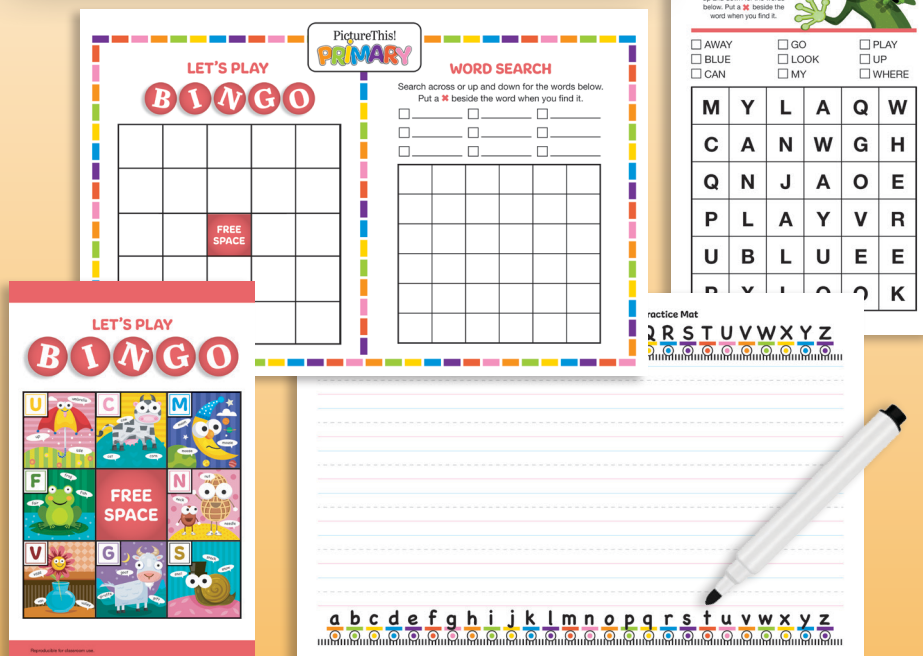 PictureThis!
PRIMARY
LET'S PLAY
BINGO
FREE
SPACE
WORD SEARCH
Search across or up and down for the words below.
Put a ✖ beside the word when you find it.
below. Put a ✖ beside the
word when you find it.
AWAY GO PLAY
BLUE LOOK UP
CAN MY WHERE
M Y L A Q W
C A N W G H
Q N J A O E
P L A Y V R
U B L U E E
K
LET'S PLAY
BINGO
U C M
F FREE SPACE N
V G S
Reproducible for classroom use.
Practice Mat
Q R S T U V W X Y Z
a b c d e f g h i j k l m n o p q r s t u v w x y z